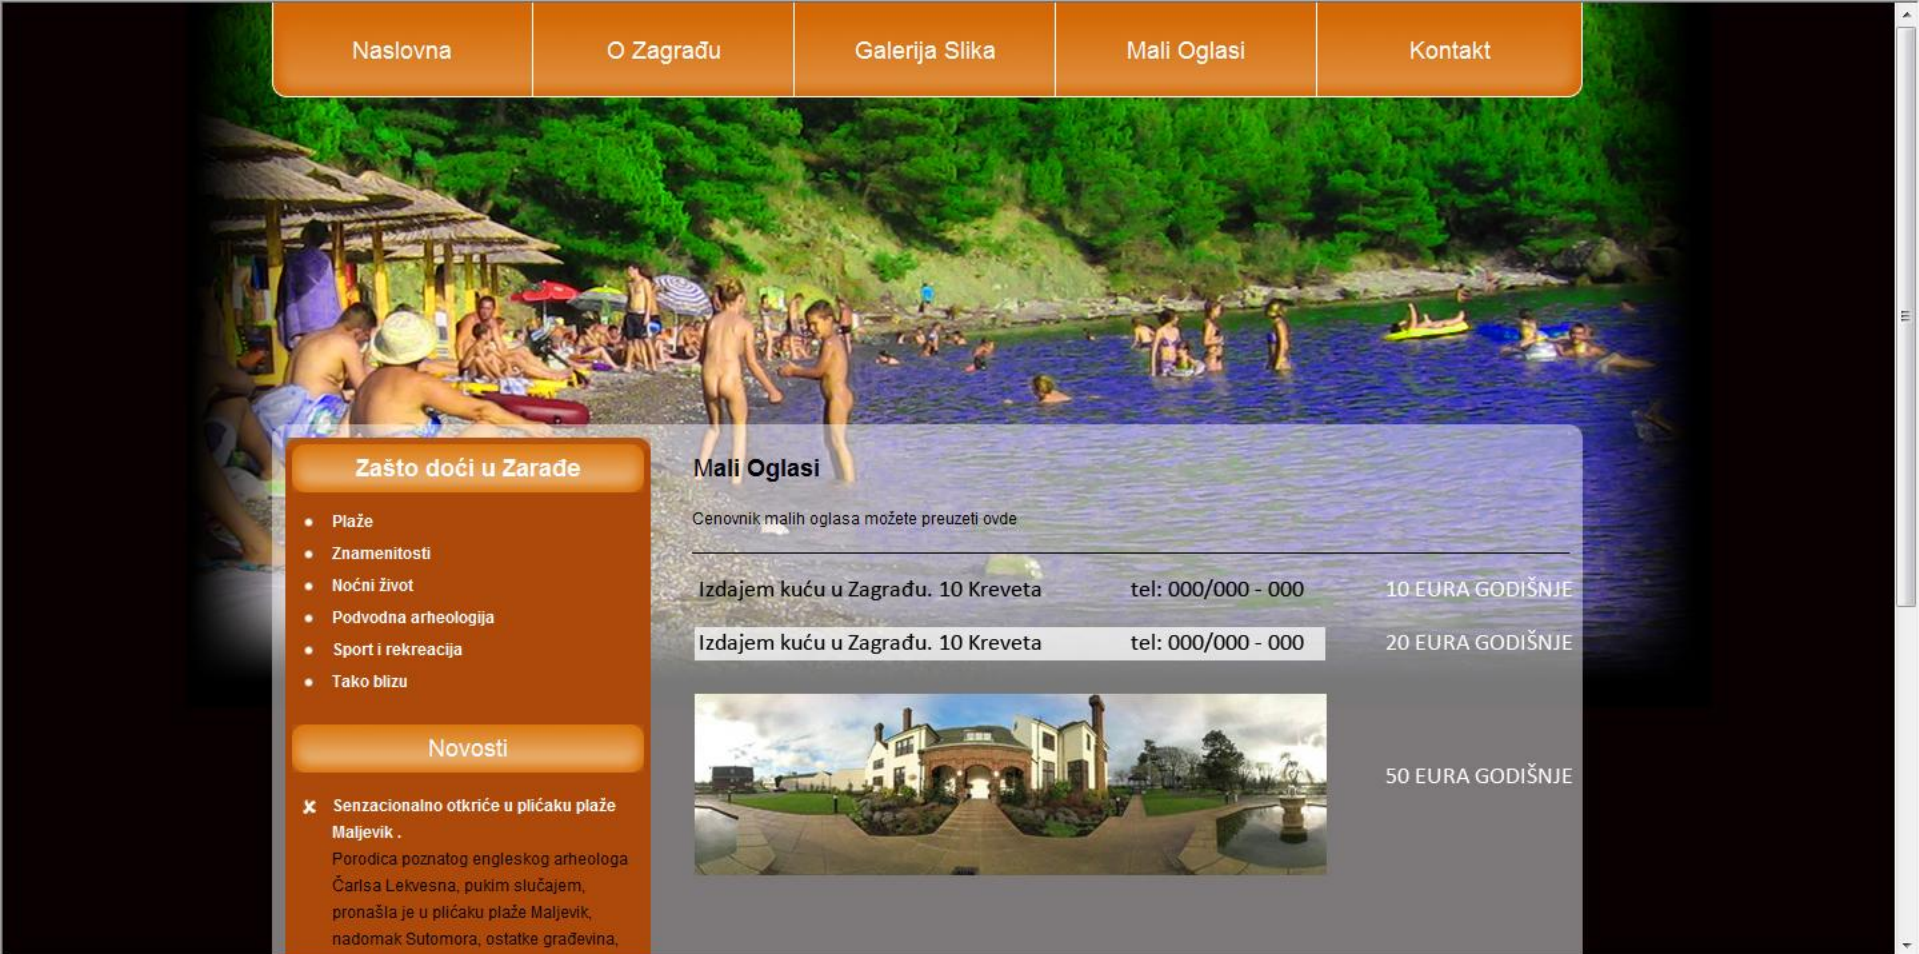 Naslovna
O Zagrađu
Galerija Slika
Mali Oglasi
Kontakt
Zašto doći u Zarađe
Plaže
Znamenitosti
Noćni život
Podvodna arheologija
Sport i rekreacija
Tako blizu
Novosti
Senzacionalno otkriće u plićaku plaže
Maljevik .
Porodica poznatog engleskog arheologa
Čarlsa Lekvesna, pukim slučajem,
pronašla je u plićaku plaže Maljevik,
nadomak Sutomora, ostatke građevina,
Mali Oglasi
Cenovnik malih oglasa možete preuzeti ovde
Izdajem kuću u Zagrađu. 10 Kreveta tel: 000/000 - 000 10 EURA GODIŠNJE
Izdajem kuću u Zagrađu. 10 Kreveta tel: 000/000 - 000 20 EURA GODIŠNJE
50 EURA GODIŠNJE